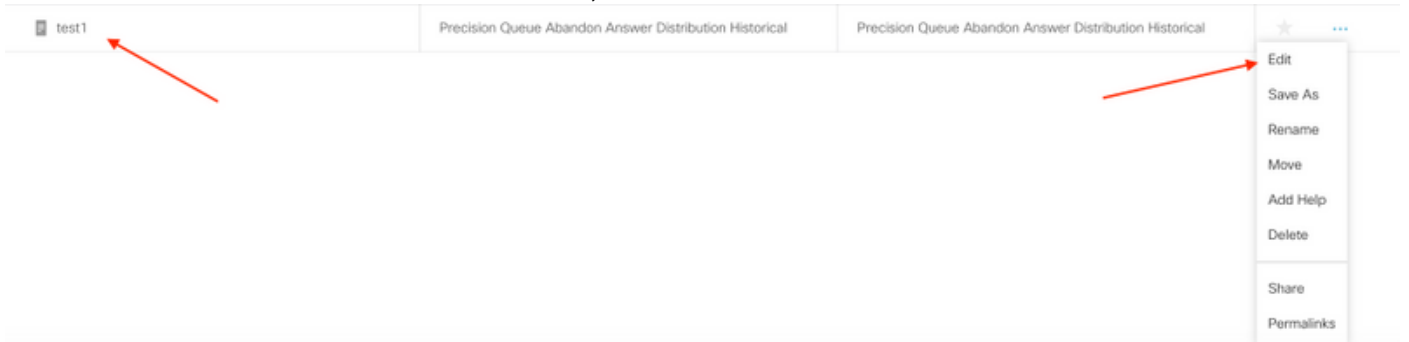 test1 Precision Queue Abandon Answer Distribution Historical Precision Queue Abandon Answer Distribution Historical ...
Edit
Save As
Rename
Move
Add Help
Delete
Share
Permalinks